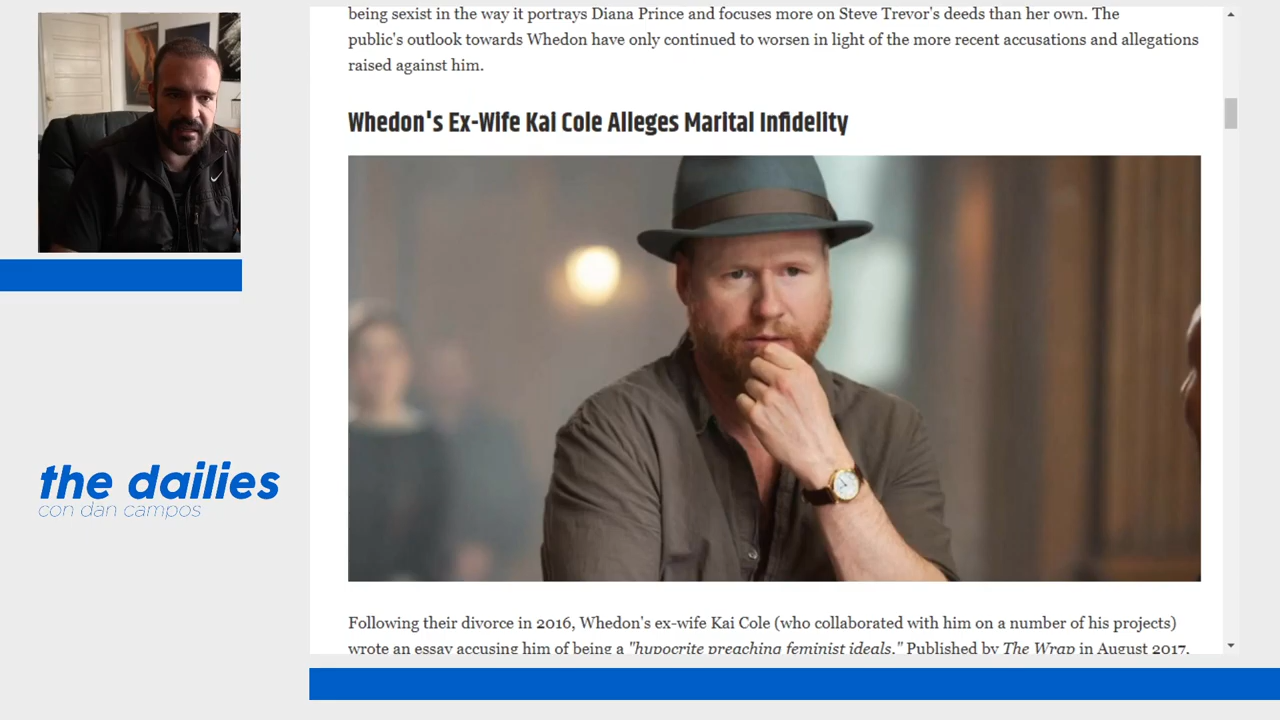 being sexist in the way it portrays Diana Prince and focuses more on Steve Trevor's deeds than her own. The
public's outlook towards Whedon have only continued to worsen in light of the more recent accusations and allegations
raised against him.
Whedon's Ex-Wife Kai Cole Alleges Marital Infidelity
the dailies
con dan campos
Following their divorce in 2016, Whedon's ex-wife Kai Cole (who collaborated with him on a number of his projects)
wrote an essay accusing him of being a "hypocrite preaching feminist ideals." Published by The Wrap in August 2017,